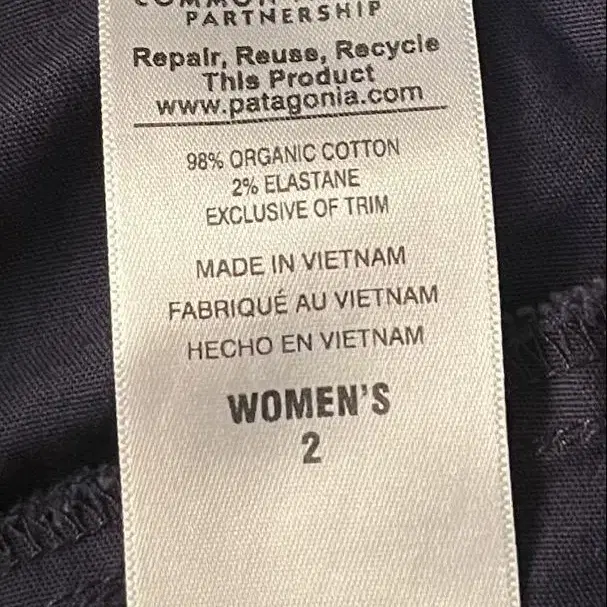 PARTNERSHIP
Repair, Reuse, Recycle
This Product
www.patagonia.com
98% ORGANIC COTTON
2% ELASTANE
EXCLUSIVE OF TRIM
MADE IN VIETNAM
FABRIQUÉ AU VIETNAM
HECHO EN VIETNAM
WOMEN'S
2